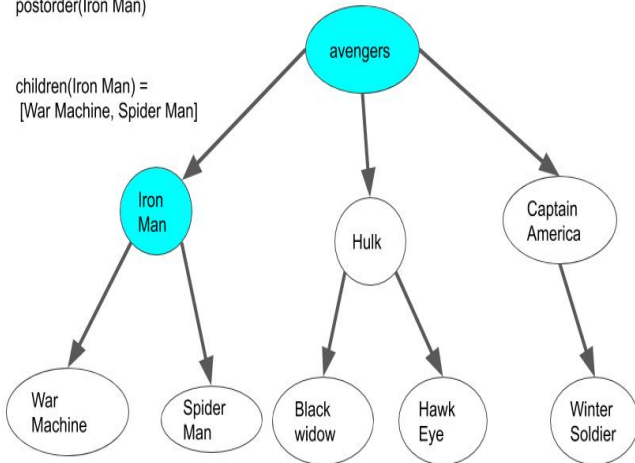 postorder(Iron Man)
children(Iron Man) =
[War Machine, Spider Man]
avengers
Iron
Man
Hulk
Captain
America
War
Machine
Spider
Man
Black
widow
Hawk
Eye
Winter
Soldier